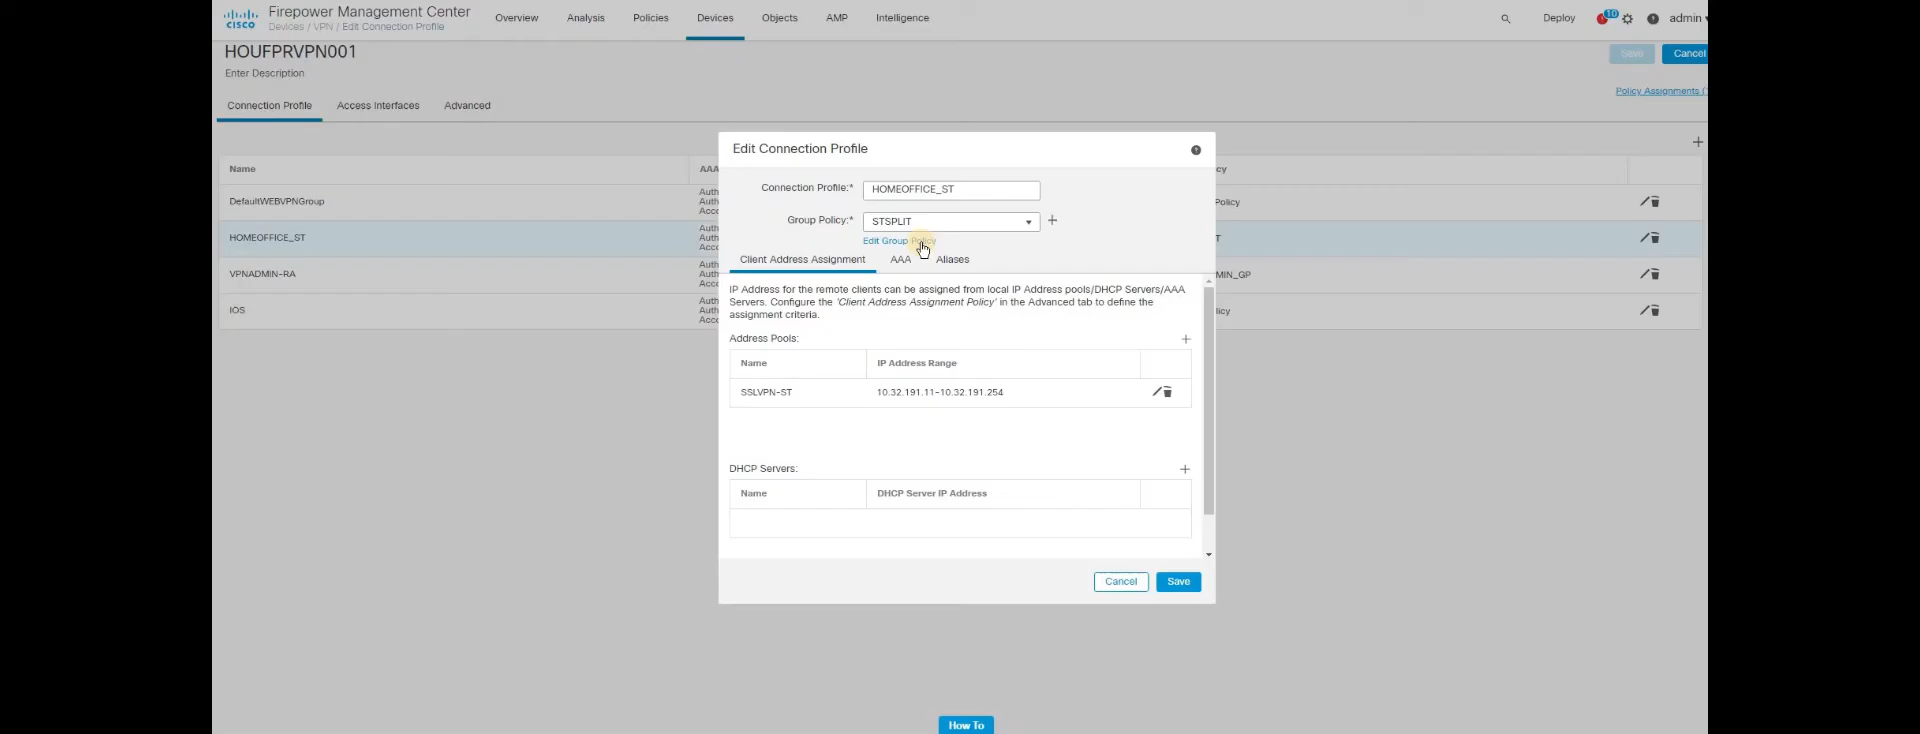 Firepower Management Center
Devices / VPN / Edit Connection Profile
Overview
Analysis
Policies
Devices
Objects
AMP
Intelligence
Deploy
10
admin
CISCO
HOUFPRVPN001
Enter Description
Save
Cancel
Policy Assignments (
Connection Profile
Access Interfaces
Advanced
Name
AAA
cy
DefaultWEBVPNGroup
Auth
Auth
Acco
Policy
HOMEOFFICE_ST
Auth
Auth
Acco
T
VPNADMIN-RA
Auth
Auth
Acco
MIN_GP
IOS
Auth
Auth
Acco
licy
Edit Connection Profile
Connection Profile:* HOMEOFFICE_ST
Group Policy:* STSPLIT
Edit Group Policy
Client Address Assignment
AAA
Aliases
IP Address for the remote clients can be assigned from local IP Address pools/DHCP Servers/AAA
Servers. Configure the 'Client Address Assignment Policy' in the Advanced tab to define the
assignment criteria.
Address Pools:
Name
IP Address Range
SSLVPN-ST
10.32.191.11-10.32.191.254
DHCP Servers:
Name
DHCP Server IP Address
Cancel
Save
How To